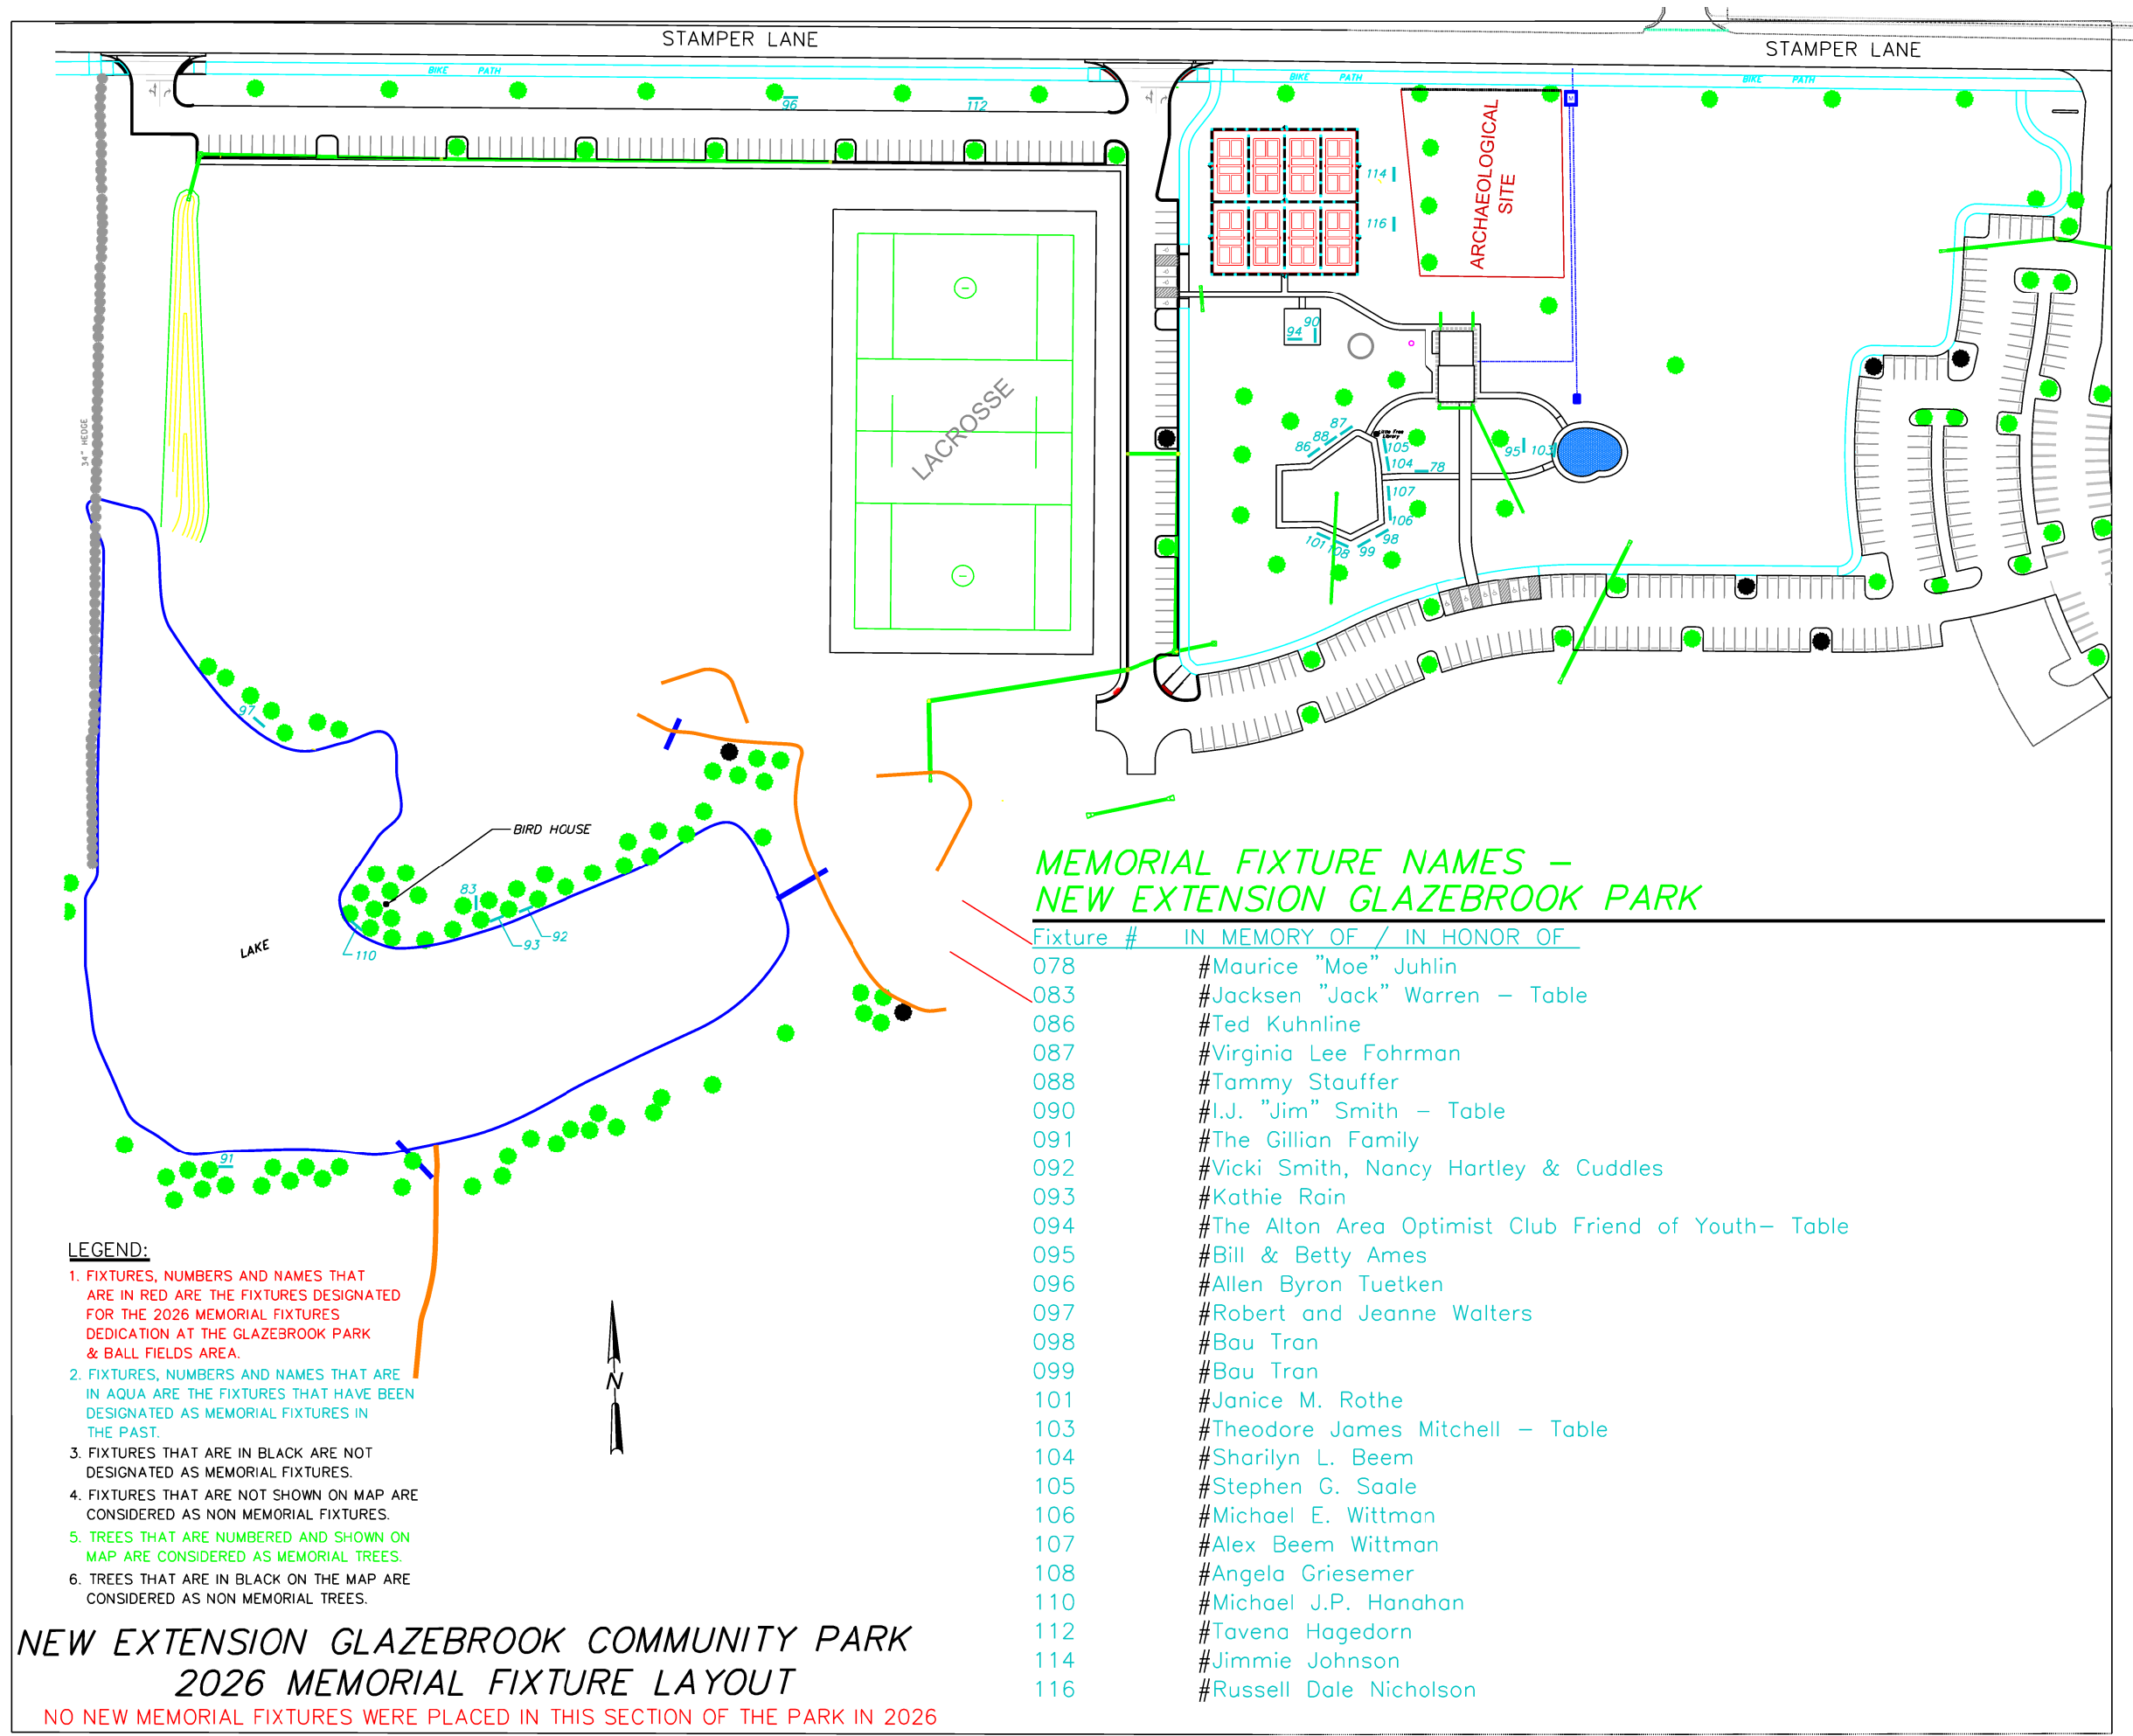 STAMPER LANE
STAMPER LANE
BIKE PATH
BIKE PATH
BIKE PATH
96
112
114
116
ARCHAEOLOGICAL
SITE
94
90
34" HEDGE
LACROSSE
87
88
86
Little Free
Library
105
104
78
95
103
107
106
98
99
108
101
97
BIRD HOUSE
83
92
93
110
LAKE
91
MEMORIAL FIXTURE NAMES –
NEW EXTENSION GLAZEBROOK PARK
Fixture # IN MEMORY OF / IN HONOR OF
078 #Maurice "Moe" Juhlin
083 #Jacksen "Jack" Warren – Table
086 #Ted Kuhnline
087 #Virginia Lee Fohrman
088 #Tammy Stauffer
090 #I.J. "Jim" Smith – Table
091 #The Gillian Family
092 #Vicki Smith, Nancy Hartley & Cuddles
093 #Kathie Rain
094 #The Alton Area Optimist Club Friend of Youth– Table
095 #Bill & Betty Ames
096 #Allen Byron Tuetken
097 #Robert and Jeanne Walters
098 #Bau Tran
099 #Bau Tran
101 #Janice M. Rothe
103 #Theodore James Mitchell – Table
104 #Sharilyn L. Beem
105 #Stephen G. Saale
106 #Michael E. Wittman
107 #Alex Beem Wittman
108 #Angela Griesemer
110 #Michael J.P. Hanahan
112 #Tavena Hagedorn
114 #Jimmie Johnson
116 #Russell Dale Nicholson
LEGEND:
1. FIXTURES, NUMBERS AND NAMES THAT
ARE IN RED ARE THE FIXTURES DESIGNATED
FOR THE 2026 MEMORIAL FIXTURES
DEDICATION AT THE GLAZEBROOK PARK
& BALL FIELDS AREA.
2. FIXTURES, NUMBERS AND NAMES THAT ARE
IN AQUA ARE THE FIXTURES THAT HAVE BEEN
DESIGNATED AS MEMORIAL FIXTURES IN
THE PAST.
3. FIXTURES THAT ARE IN BLACK ARE NOT
DESIGNATED AS MEMORIAL FIXTURES.
4. FIXTURES THAT ARE NOT SHOWN ON MAP ARE
CONSIDERED AS NON MEMORIAL FIXTURES.
5. TREES THAT ARE NUMBERED AND SHOWN ON
MAP ARE CONSIDERED AS MEMORIAL TREES.
6. TREES THAT ARE IN BLACK ON THE MAP ARE
CONSIDERED AS NON MEMORIAL TREES.
N
NEW EXTENSION GLAZEBROOK COMMUNITY PARK
2026 MEMORIAL FIXTURE LAYOUT
NO NEW MEMORIAL FIXTURES WERE PLACED IN THIS SECTION OF THE PARK IN 2026